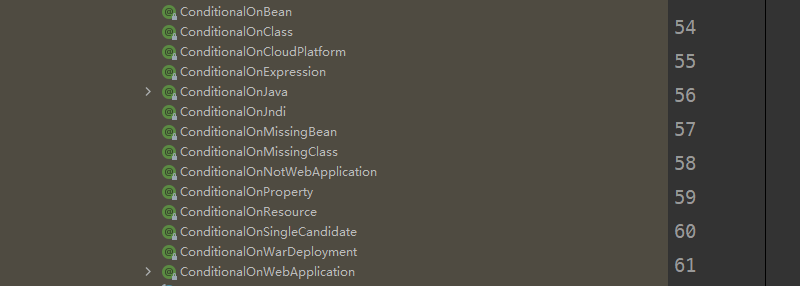 ConditionalOnBean
ConditionalOnClass
ConditionalOnCloudPlatform
ConditionalOnExpression
ConditionalOnJava
ConditionalOnJndi
ConditionalOnMissingBean
ConditionalOnMissingClass
ConditionalOnNotWebApplication
ConditionalOnProperty
ConditionalOnResource
ConditionalOnSingleCandidate
ConditionalOnWarDeployment
ConditionalOnWebApplication
54
55
56
57
58
59
60
61